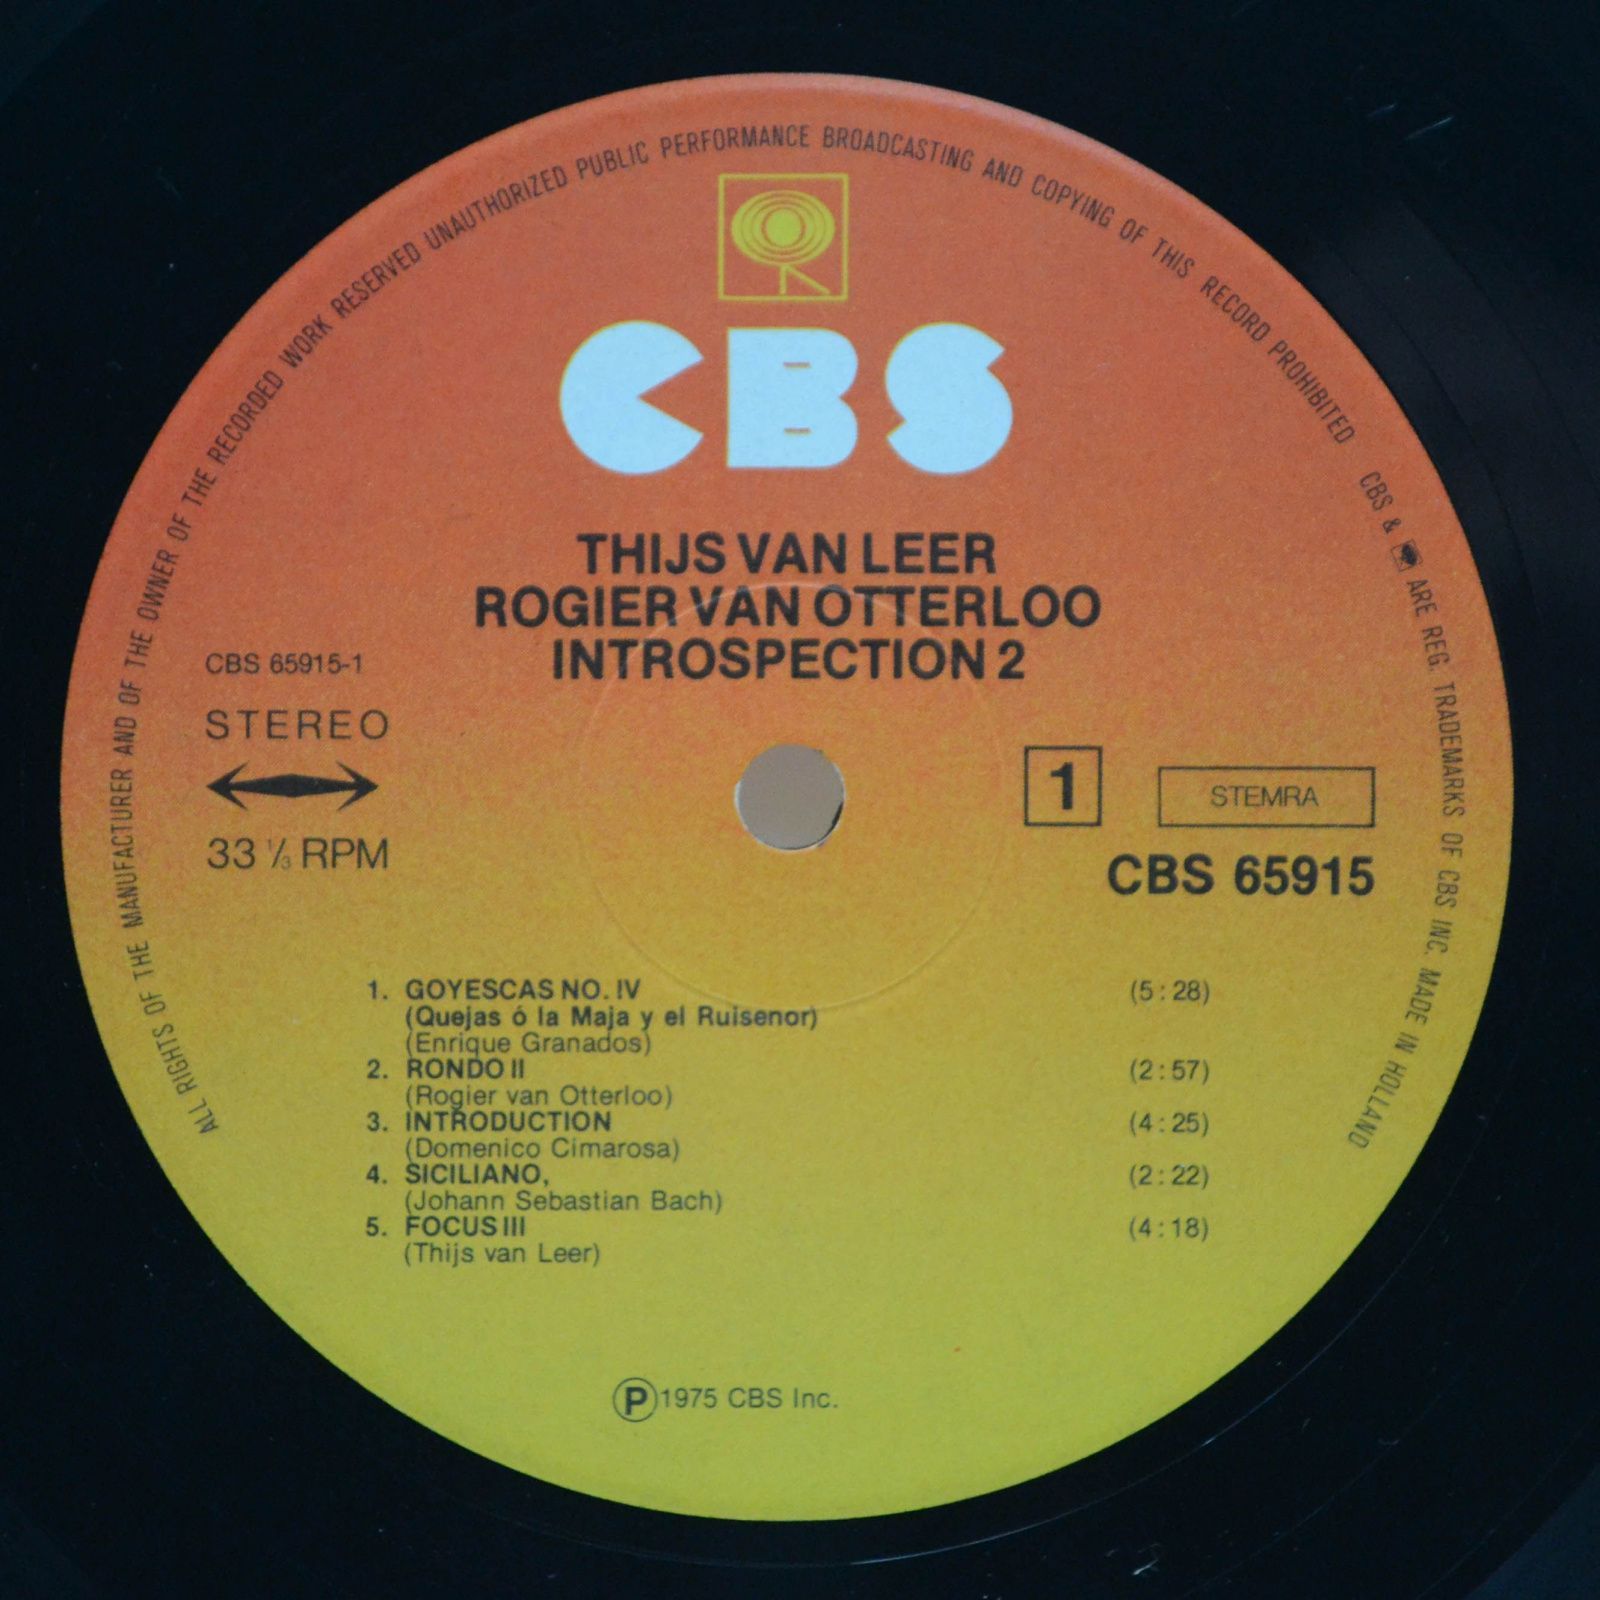 ALL RIGHTS OF THE MANUFACTURER AND OF THE OWNER OF THE RECORDED WORK RESERVED UNAUTHORIZED PUBLIC PERFORMANCE BROADCASTING AND COPYING OF THIS RECORD PROHIBITED CBS & ARE REG. TRADEMARKS OF CBS INC. MADE IN HOLLAND
CBS
THIJS VAN LEER
ROGIER VAN OTTERLOO
INTROSPECTION 2
CBS 65915-1
STEREO
33 ⅓ RPM
1
STEMRA
CBS 65915
1. GOYESCAS NO. IV (5:28)
(Quejas ó la Maja y el Ruisenor)
(Enrique Granados)
2. RONDO II (2:57)
(Rogier van Otterloo)
3. INTRODUCTION (4:25)
(Domenico Cimarosa)
4. SICILIANO, (2:22)
(Johann Sebastian Bach)
5. FOCUS III (4:18)
(Thijs van Leer)
Ⓟ1975 CBS Inc.